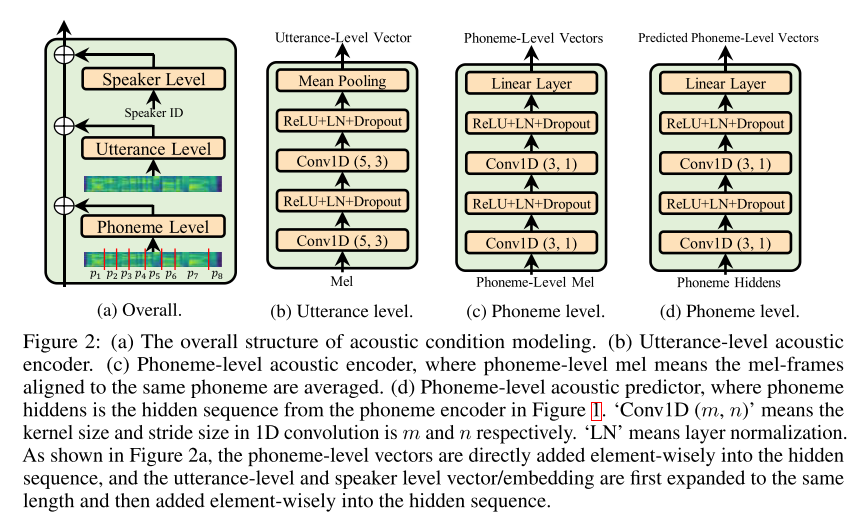 Speaker Level
Speaker ID
Utterance Level
Phoneme Level
p1 p2 p3 p4 p5 p6 p7 p8
(a) Overall.
Utterance-Level Vector
Mean Pooling
ReLU+LN+Dropout
Conv1D (5, 3)
ReLU+LN+Dropout
Conv1D (5, 3)
Mel
(b) Utterance level.
Phoneme-Level Vectors
Linear Layer
ReLU+LN+Dropout
Conv1D (3, 1)
ReLU+LN+Dropout
Conv1D (3, 1)
Phoneme-Level Mel
(c) Phoneme level.
Predicted Phoneme-Level Vectors
Linear Layer
ReLU+LN+Dropout
Conv1D (3, 1)
ReLU+LN+Dropout
Conv1D (3, 1)
Phoneme Hiddens
(d) Phoneme level.
Figure 2: (a) The overall structure of acoustic condition modeling. (b) Utterance-level acoustic
encoder. (c) Phoneme-level acoustic encoder, where phoneme-level mel means the mel-frames
aligned to the same phoneme are averaged. (d) Phoneme-level acoustic predictor, where phoneme
hiddens is the hidden sequence from the phoneme encoder in Figure 1. ‘Conv1D (m, n)’ means the
kernel size and stride size in 1D convolution is m and n respectively. ‘LN’ means layer normalization.
As shown in Figure 2a, the phoneme-level vectors are directly added element-wisely into the hidden
sequence, and the utterance-level and speaker level vector/embedding are first expanded to the same
length and then added element-wisely into the hidden sequence.